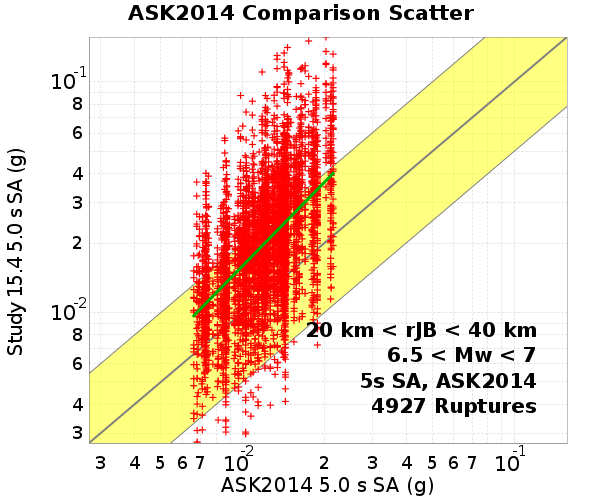 ASK2014 Comparison Scatter
Study 15.4 5.0 s SA (g)
10-1
8
6
4
3
2
10-2
8
6
4
3
20 km < rJB < 40 km
6.5 < Mw < 7
5s SA, ASK2014
4927 Ruptures
3 4 5 6 7 10-2 2 3 4 5 6 7 10-1
ASK2014 5.0 s SA (g)